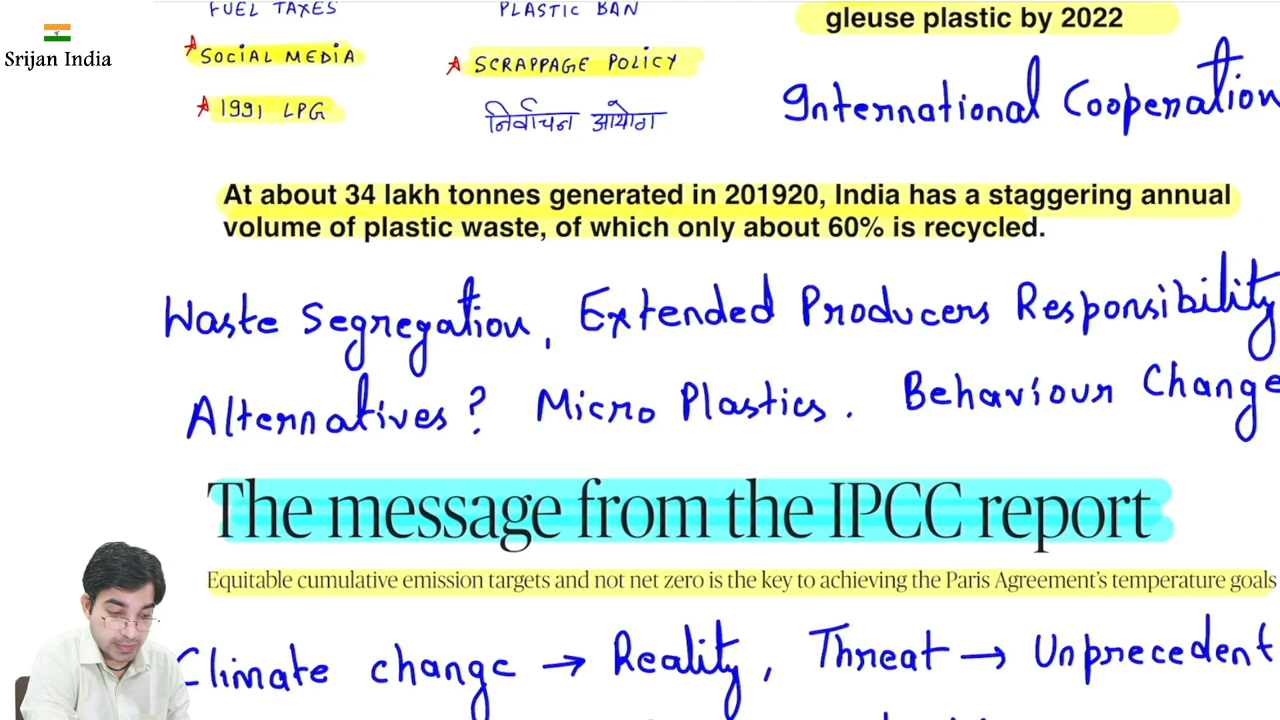 FUEL TAXES
PLASTIC BAN
gleuse plastic by 2022
Srijan India
SOCIAL MEDIA
SCRAPPAGE POLICY
International Cooperation
1991 LPG
निर्वाचन आयोग
At about 34 lakh tonnes generated in 201920, India has a staggering annual
volume of plastic waste, of which only about 60% is recycled.
Waste Segregation, Extended Producers Responsibility
Alternatives? Micro Plastics. Behaviour Change
The message from the IPCC report
Equitable cumulative emission targets and not net zero is the key to achieving the Paris Agreement's temperature goals
Climate change → Reality, Threat → Unprecedent